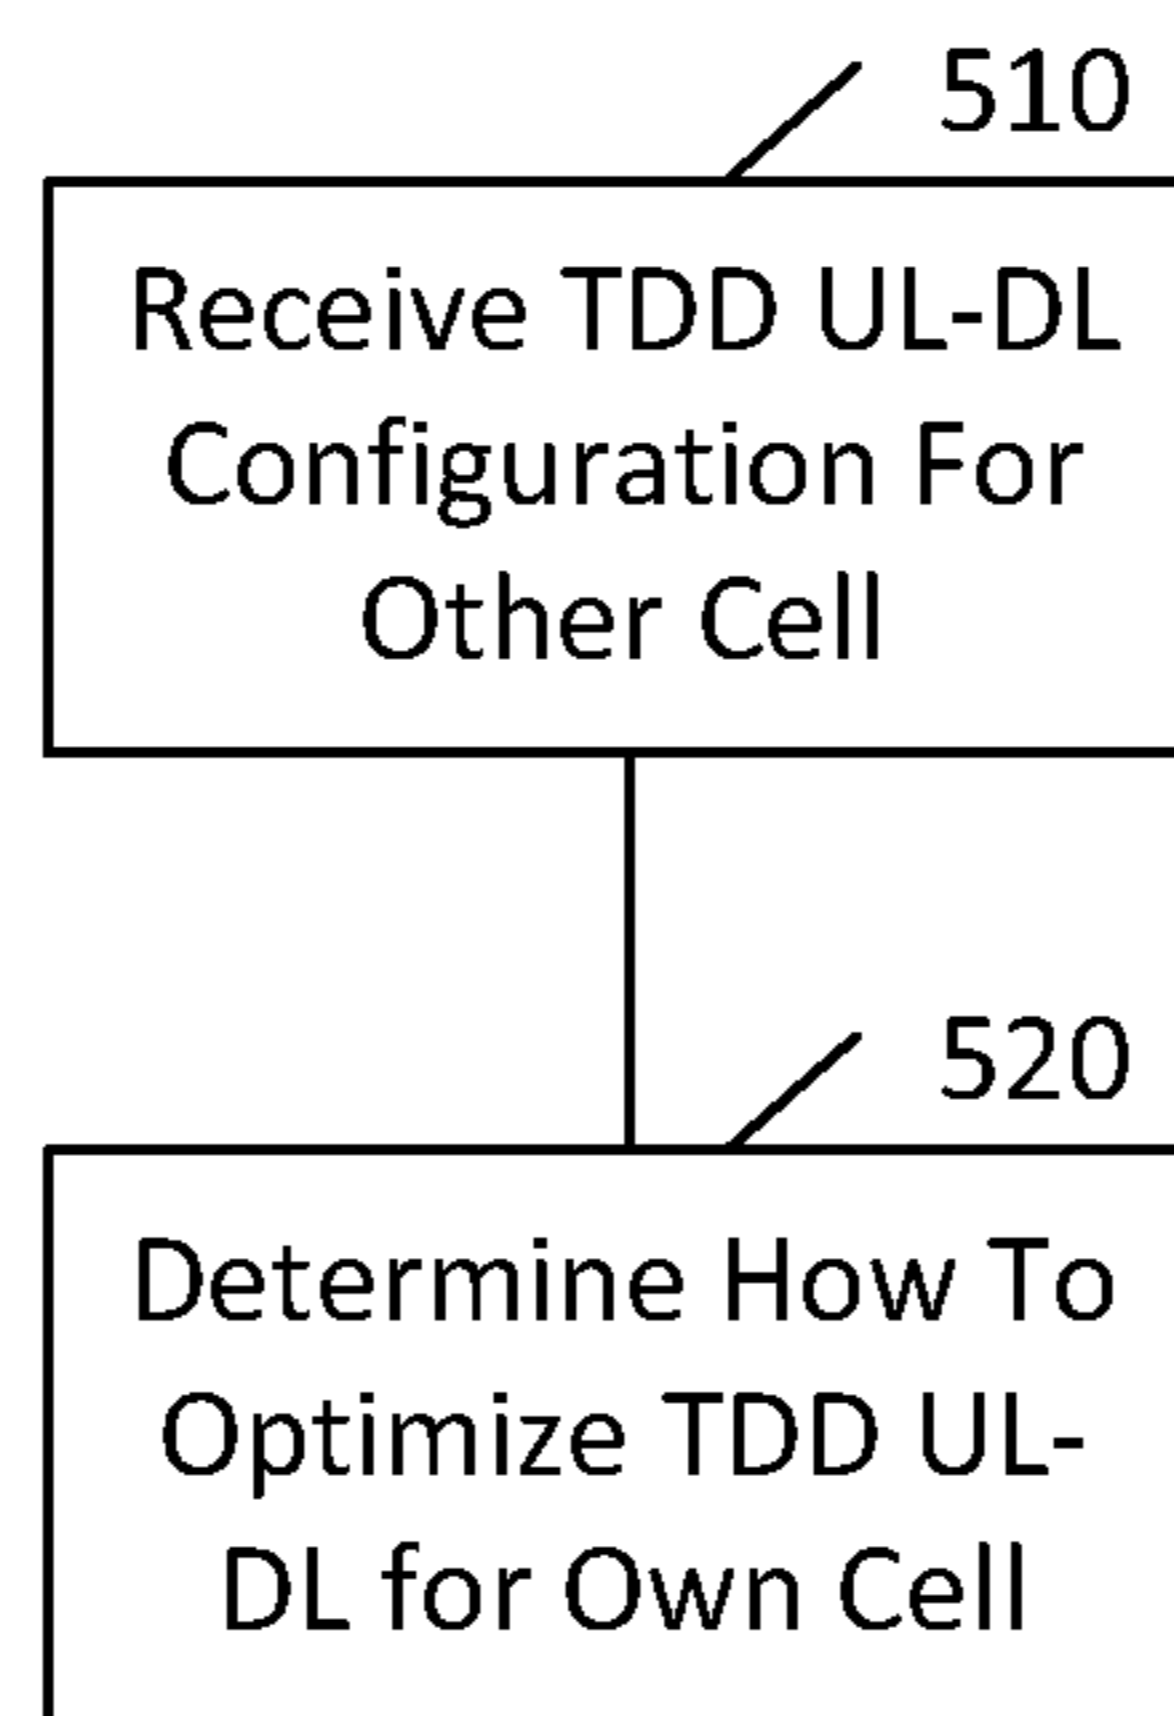 510
Receive TDD UL-DL
Configuration For
Other Cell
520
Determine How To
Optimize TDD UL-
DL for Own Cell